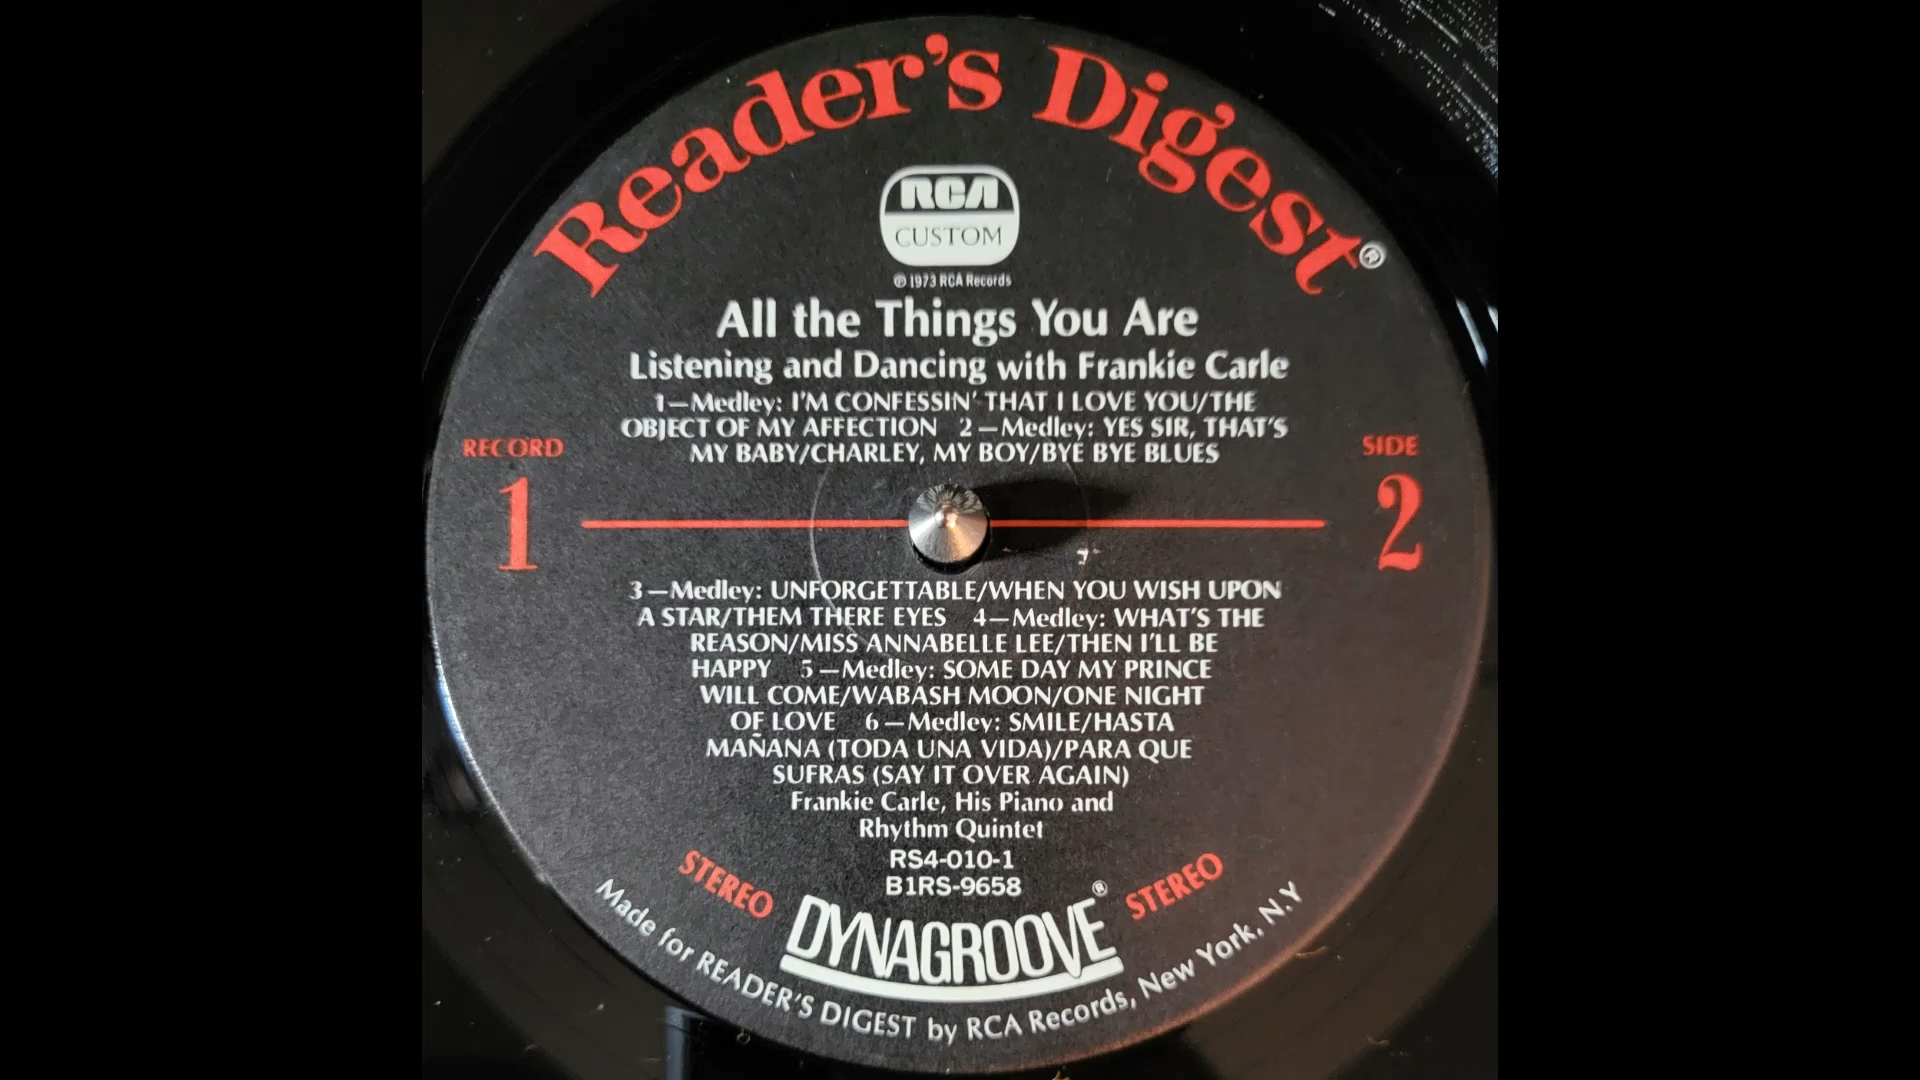 Reader's Digest®
RCA
CUSTOM
℗ 1973 RCA Records
All the Things You Are
Listening and Dancing with Frankie Carle
1—Medley: I'M CONFESSIN' THAT I LOVE YOU/THE
OBJECT OF MY AFFECTION 2—Medley: YES SIR, THAT'S
MY BABY/CHARLEY, MY BOY/BYE BYE BLUES
RECORD
1
SIDE
2
3—Medley: UNFORGETTABLE/WHEN YOU WISH UPON
A STAR/THEM THERE EYES 4—Medley: WHAT'S THE
REASON/MISS ANNABELLE LEE/THEN I'LL BE
HAPPY 5—Medley: SOME DAY MY PRINCE
WILL COME/WABASH MOON/ONE NIGHT
OF LOVE 6—Medley: SMILE/HASTA
MAÑANA (TODA UNA VIDA)/PARA QUE
SUFRAS (SAY IT OVER AGAIN)
Frankie Carle, His Piano and
Rhythm Quintet
RS4-010-1
B1RS-9658
STEREO
DYNAGROOVE®
STEREO
Made for READER'S DIGEST by RCA Records, New York, N.Y